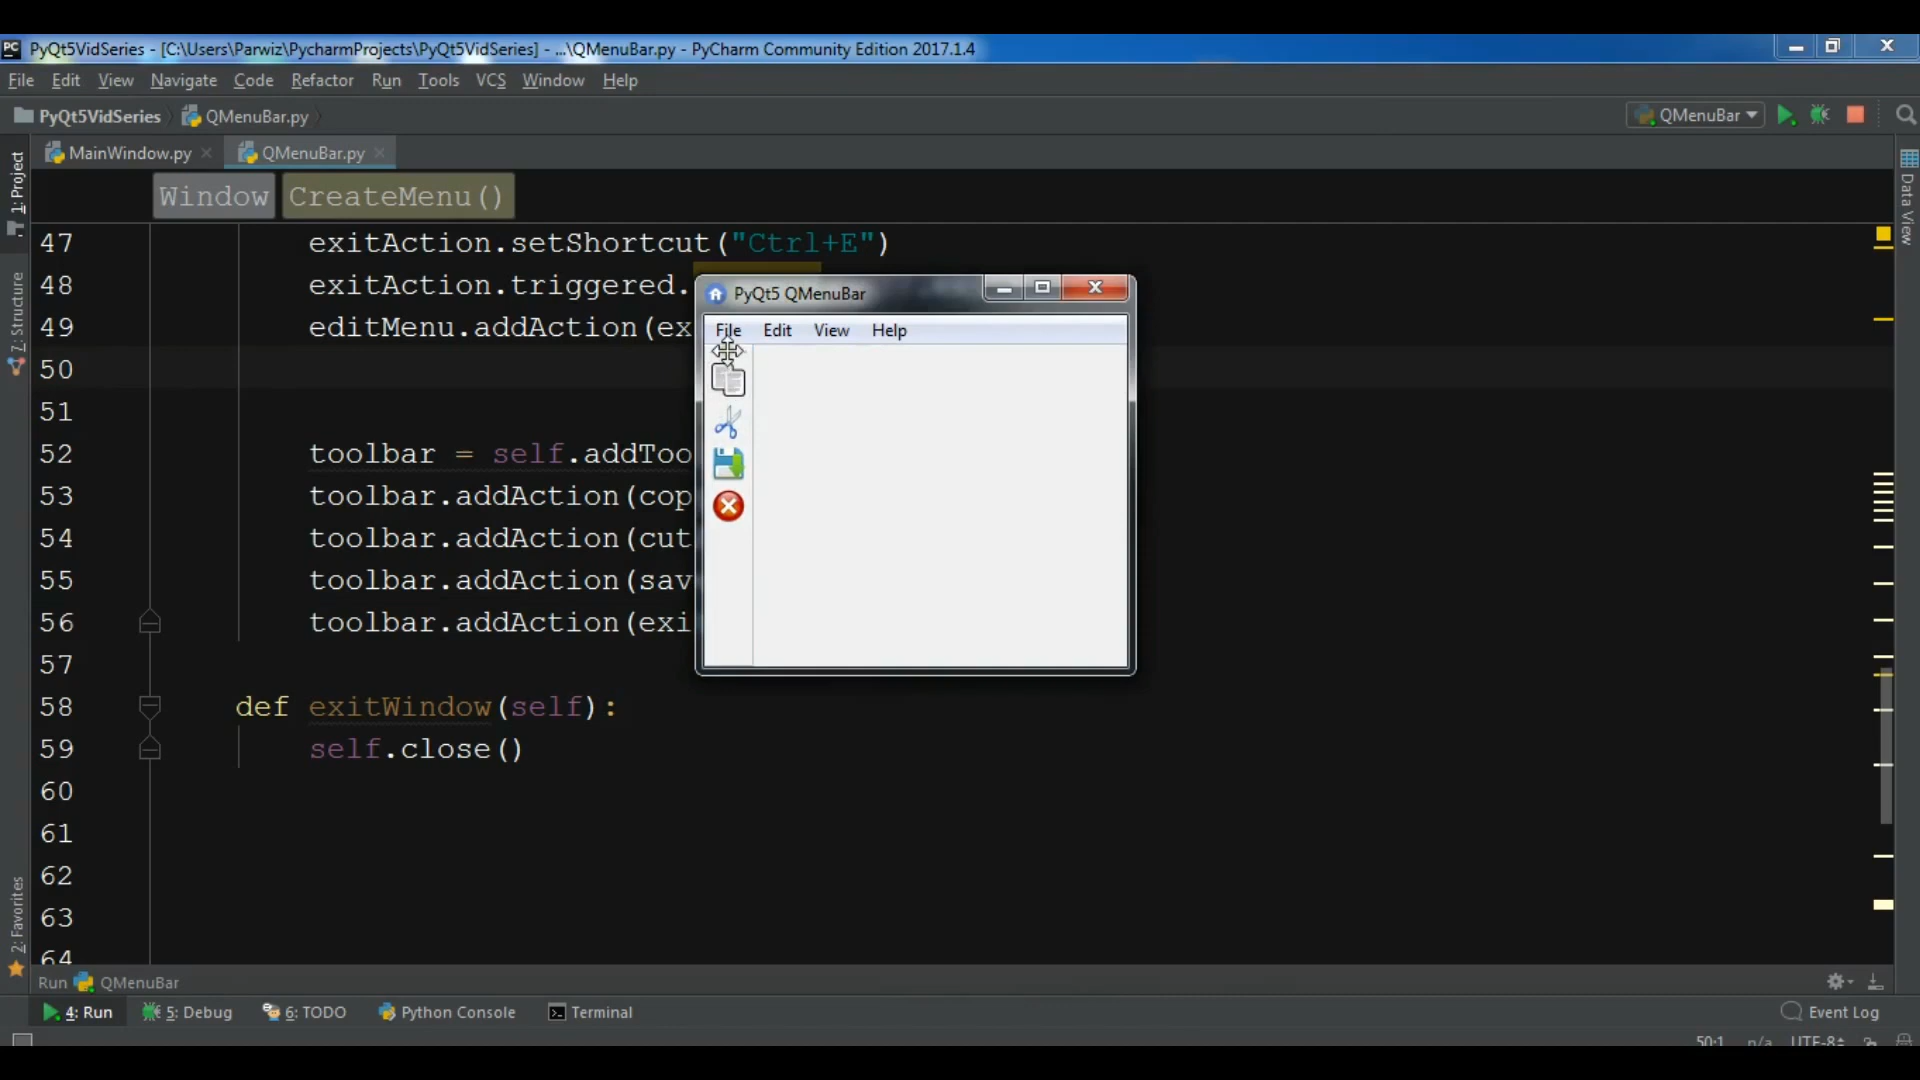 PyQt5VidSeries - [C:\Users\Parwiz\PycharmProjects\PyQt5VidSeries] - ...\QMenuBar.py - PyCharm Community Edition 2017.1.4
File Edit View Navigate Code Refactor Run Tools VCS Window Help
PyQt5VidSeries QMenuBar.py QMenuBar
MainWindow.py QMenuBar.py
Window CreateMenu()
47 exitAction.setShortcut("Ctrl+E")
48 exitAction.triggered.
49 editMenu.addAction(ex
50
51
52 toolbar = self.addToo
53 toolbar.addAction(cop
54 toolbar.addAction(cut
55 toolbar.addAction(sav
56 toolbar.addAction(exi
57
58 def exitWindow(self):
59 self.close()
60
61
62
63
64
PyQt5 QMenuBar
File Edit View Help
1: Project
7: Structure
2: Favorites
Data View
Run QMenuBar
4: Run 5: Debug 6: TODO Python Console Terminal Event Log
50:1 n/a UTF-8